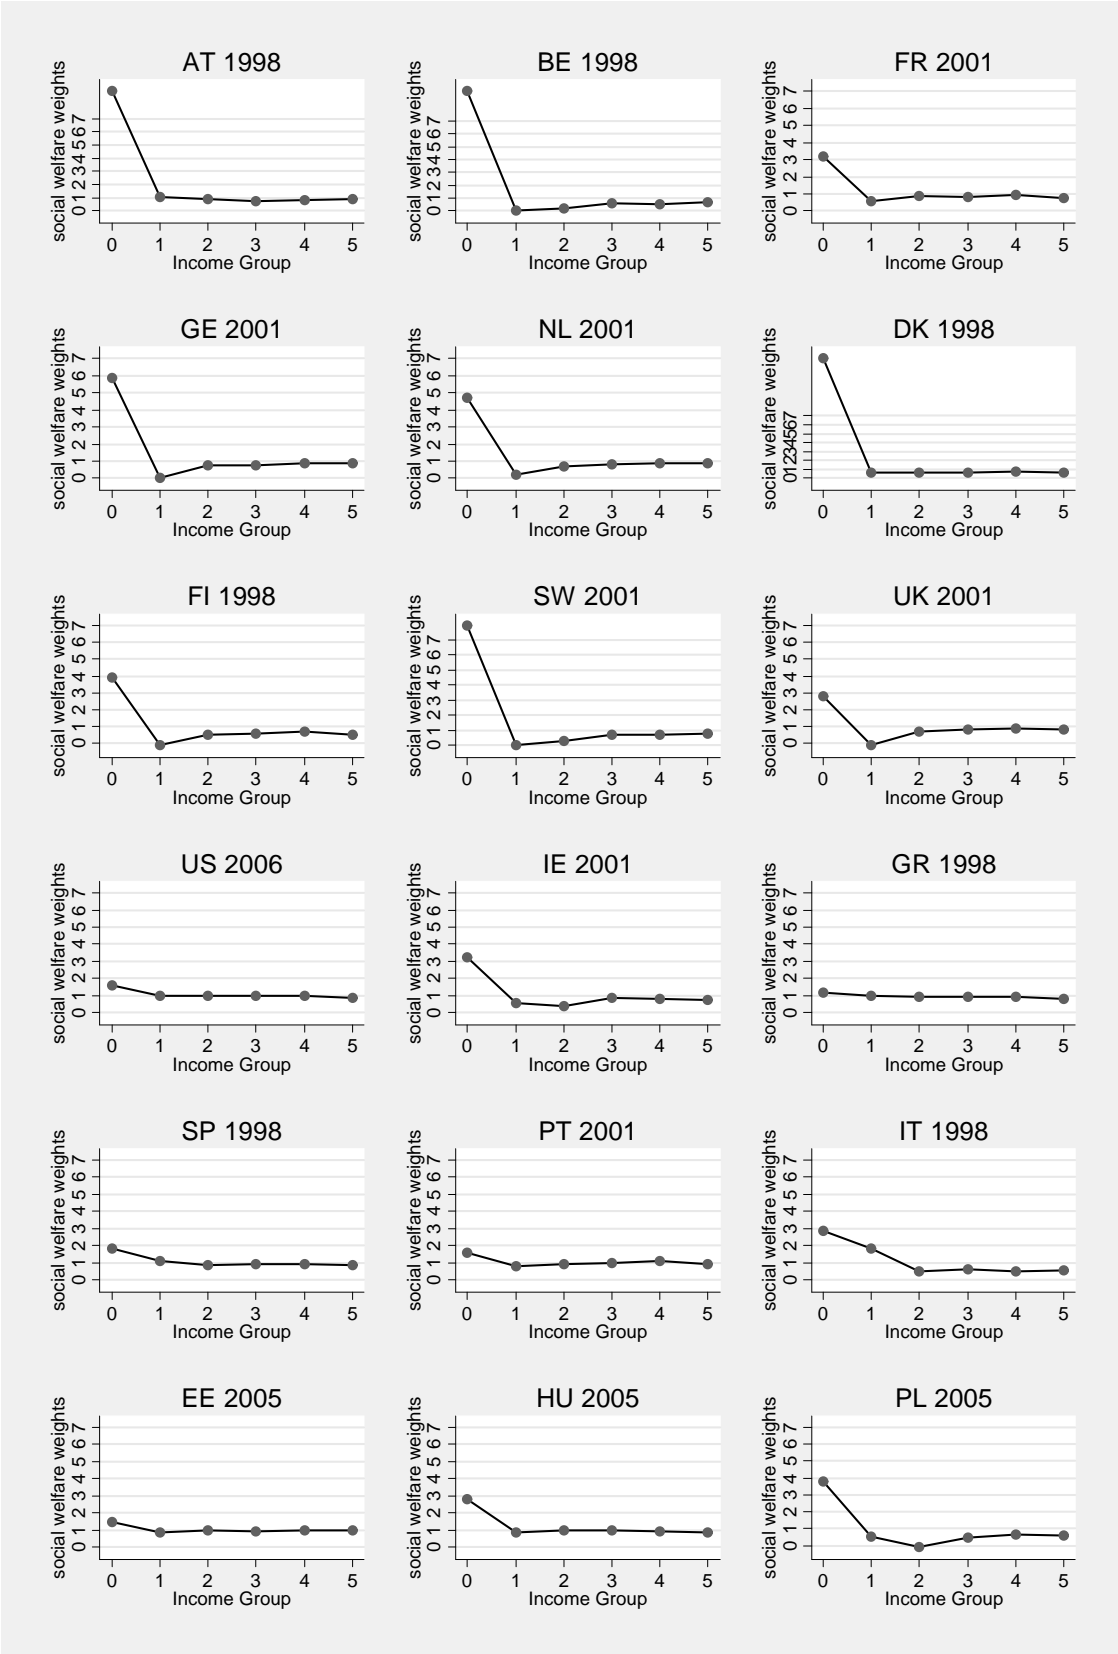 AT 1998
social welfare weights
0 1 2 3 4 5 6 7
0 1 2 3 4 5
Income Group
BE 1998
social welfare weights
0 1 2 3 4 5 6 7
0 1 2 3 4 5
Income Group
FR 2001
social welfare weights
0 1 2 3 4 5 6 7
0 1 2 3 4 5
Income Group
GE 2001
social welfare weights
0 1 2 3 4 5 6 7
0 1 2 3 4 5
Income Group
NL 2001
social welfare weights
0 1 2 3 4 5 6 7
0 1 2 3 4 5
Income Group
DK 1998
social welfare weights
0 1 2 3 4 5 6 7
0 1 2 3 4 5
Income Group
FI 1998
social welfare weights
0 1 2 3 4 5 6 7
0 1 2 3 4 5
Income Group
SW 2001
social welfare weights
0 1 2 3 4 5 6 7
0 1 2 3 4 5
Income Group
UK 2001
social welfare weights
0 1 2 3 4 5 6 7
0 1 2 3 4 5
Income Group
US 2006
social welfare weights
0 1 2 3 4 5 6 7
0 1 2 3 4 5
Income Group
IE 2001
social welfare weights
0 1 2 3 4 5 6 7
0 1 2 3 4 5
Income Group
GR 1998
social welfare weights
0 1 2 3 4 5 6 7
0 1 2 3 4 5
Income Group
SP 1998
social welfare weights
0 1 2 3 4 5 6 7
0 1 2 3 4 5
Income Group
PT 2001
social welfare weights
0 1 2 3 4 5 6 7
0 1 2 3 4 5
Income Group
IT 1998
social welfare weights
0 1 2 3 4 5 6 7
0 1 2 3 4 5
Income Group
EE 2005
social welfare weights
0 1 2 3 4 5 6 7
0 1 2 3 4 5
Income Group
HU 2005
social welfare weights
0 1 2 3 4 5 6 7
0 1 2 3 4 5
Income Group
PL 2005
social welfare weights
0 1 2 3 4 5 6 7
0 1 2 3 4 5
Income Group